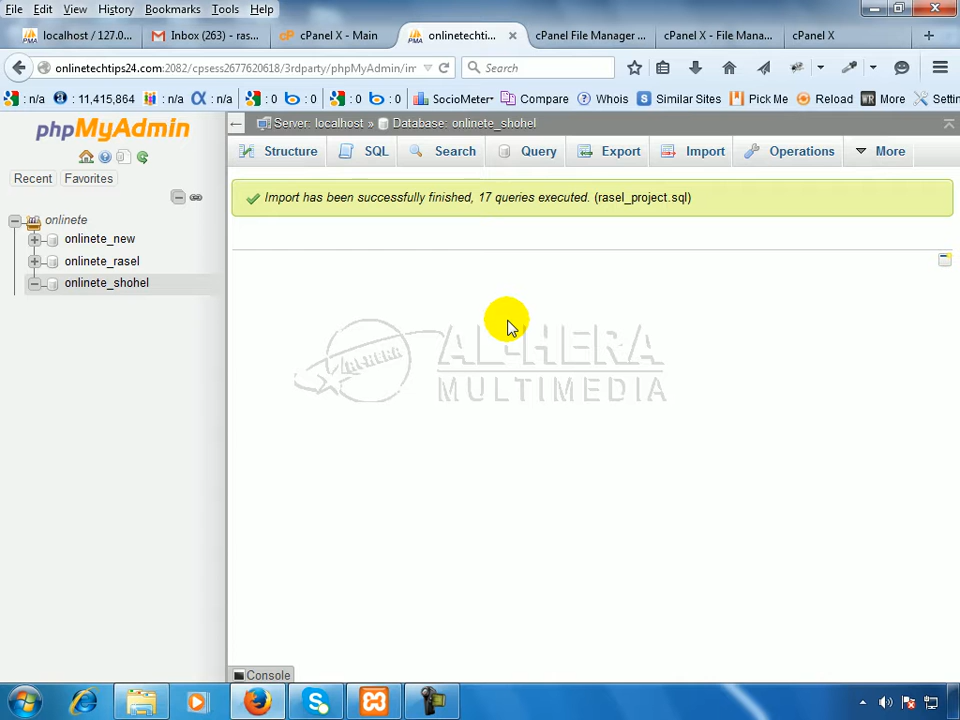 File Edit View History Bookmarks Tools Help
localhost / 127.0... Inbox (263) - ras... cPanel X - Main onlinetechti... cPanel File Manager ... cPanel X - File Mana... cPanel X
onlinetechtips24.com:2082/cpsess2677620618/3rdparty/phpMyAdmin/im Search
: n/a : 11,415,864 : n/a : n/a : 0 : 0 : 0 : 0 SocioMeter Compare Whois Similar Sites Pick Me Reload More Settin
phpMyAdmin
Server: localhost » Database: onlinete_shohel
Structure SQL Search Query Export Import Operations More
Recent Favorites
Import has been successfully finished, 17 queries executed. (rasel_project.sql)
onlinete
onlinete_new
onlinete_rasel
onlinete_shohel
AL-HERA
AL-HERA
MULTIMEDIA
Console